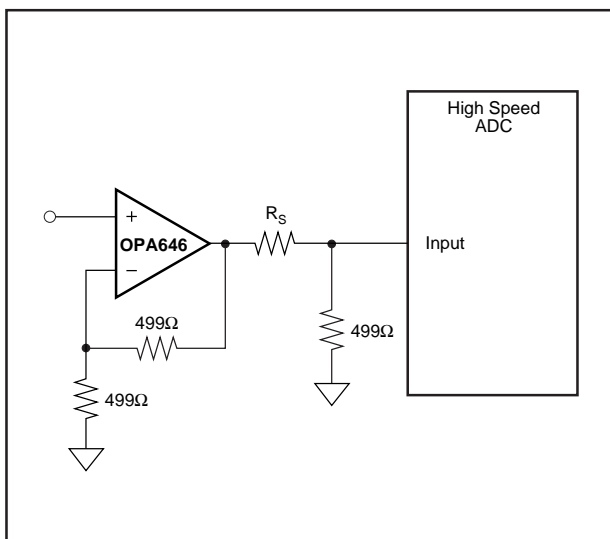 High Speed
ADC
R_S
+
OPA646
Input
−
499Ω
499Ω
499Ω